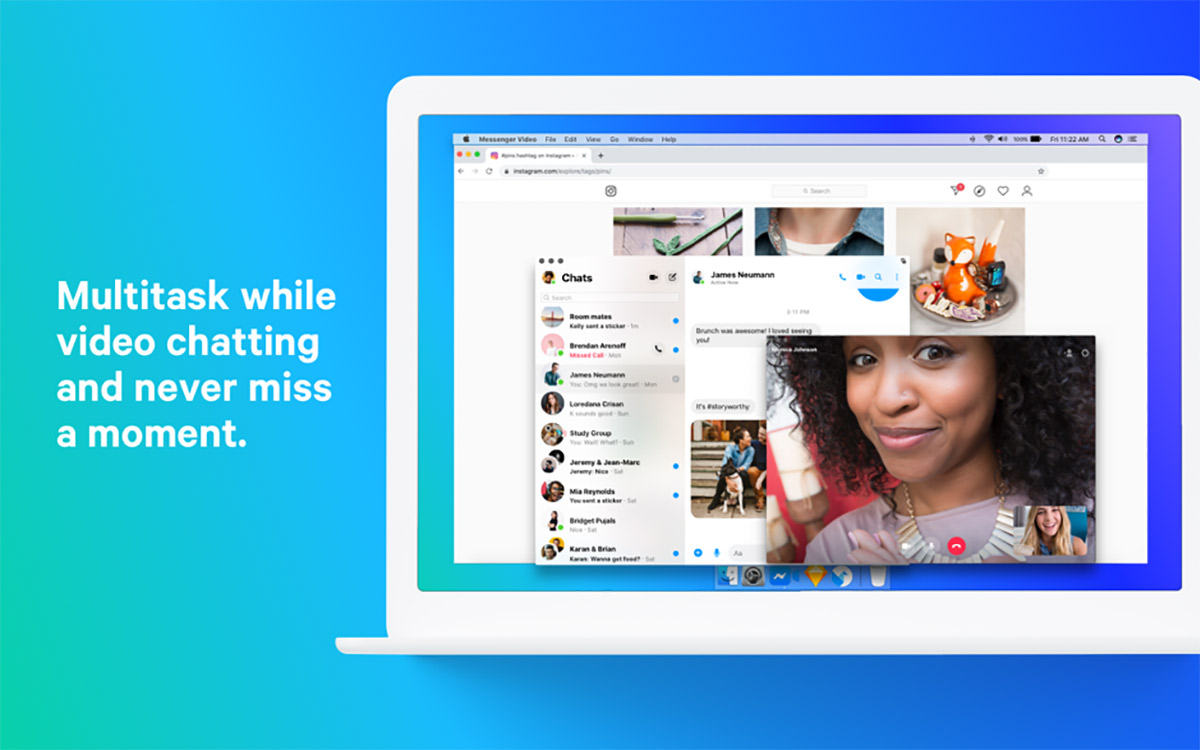 Multitask while
video chatting
and never miss
a moment.
Messenger Video File Edit View Go Window Help 100% Fri 11:22 AM
#pins hashtag on Instagram •
instagram.com/explore/tags/pins/
Search
Chats
Search
Room mates
Kelly sent a sticker · 1m
Brendan Arenoff
Missed Call · Mon
James Neumann
You: Omg we look great! · Mon
Loredana Crisan
K sounds good · Sun
Study Group
You: Wait! What? · Sun
Jeremy & Jean-Marc
Jeremy: Nice · Sat
Mia Reynolds
You sent a sticker · Sat
Bridget Pujals
Nice · Sat
Karan & Brian
Karan: Wanna get food? · Sat
James Neumann
Active Now
3:11 PM
Brunch was awesome! I loved seeing
you!
It's #storyworthy
Aa
Johnson